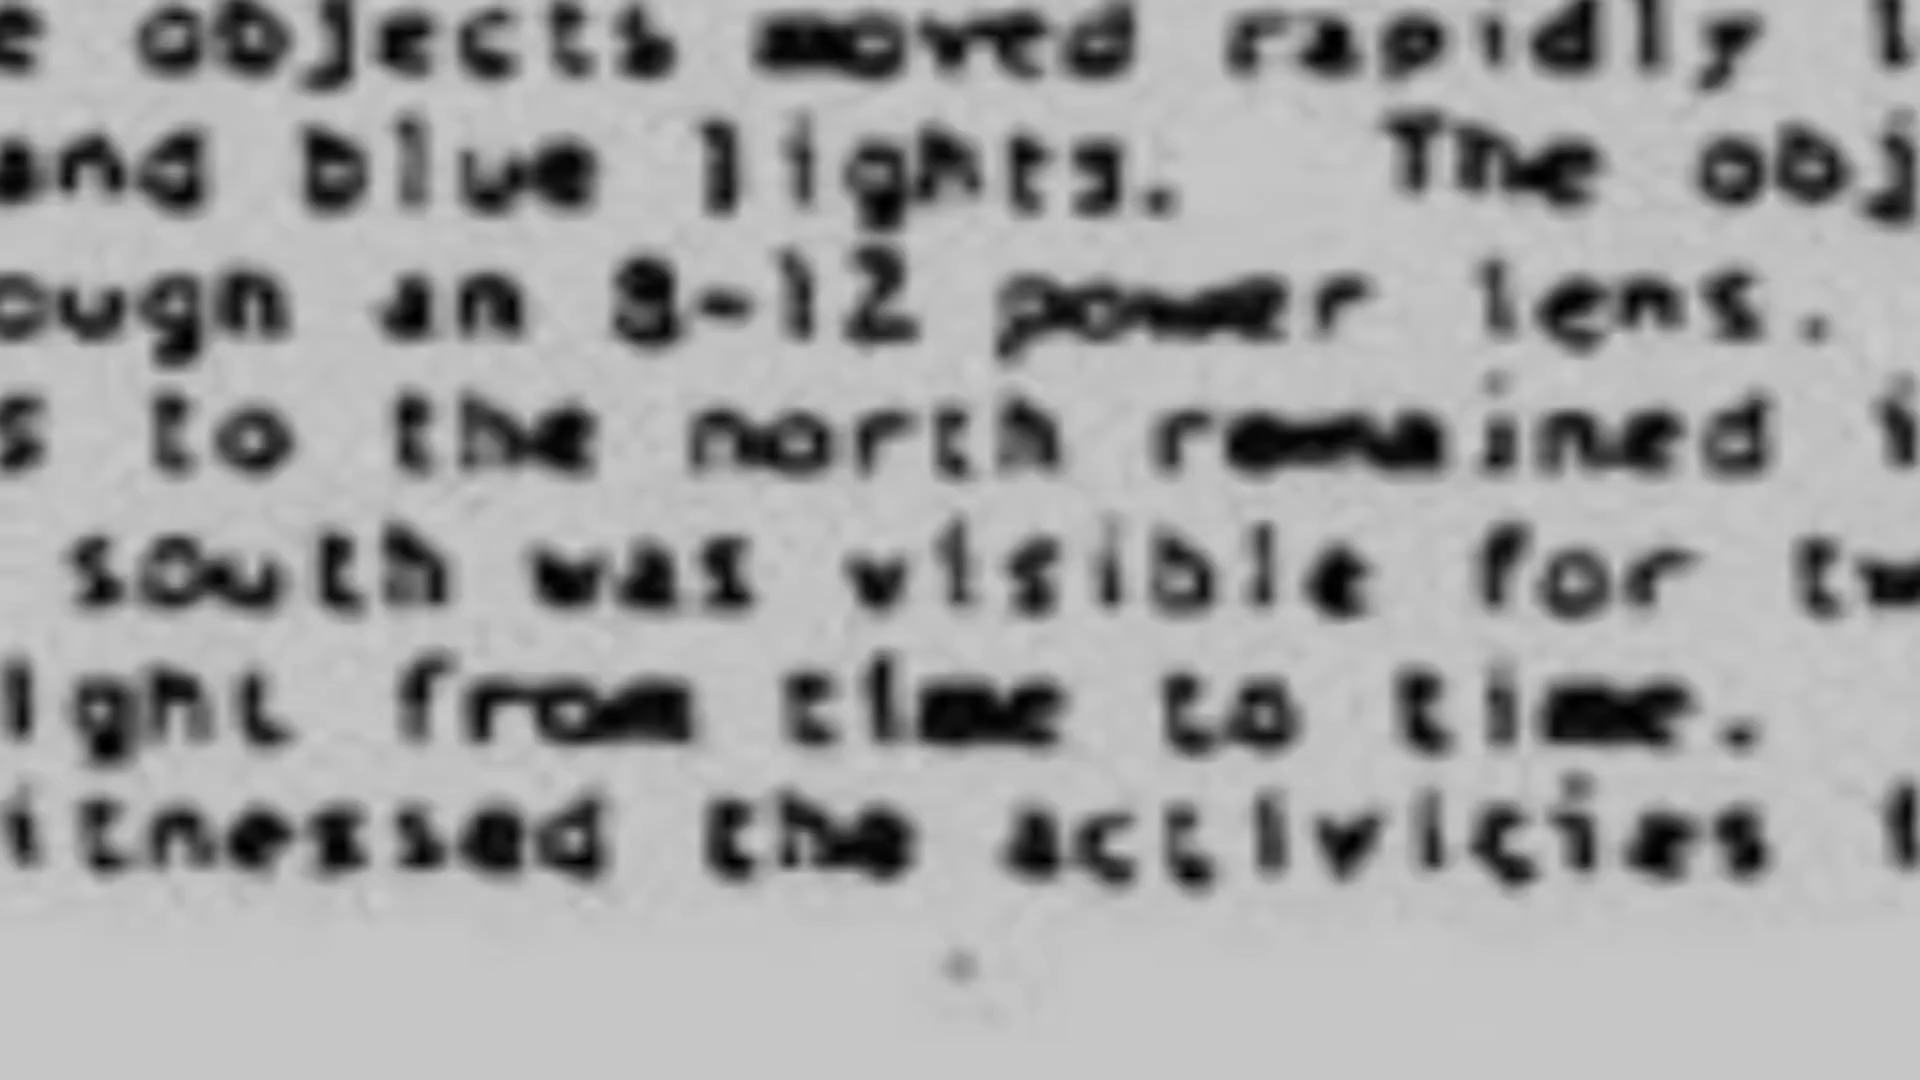 e objects moved rapidly
and blue lights. The obj
ough an 8-12 power lens.
s to the north remained
south was visible for tw
ight from time to time.
itnessed the activities